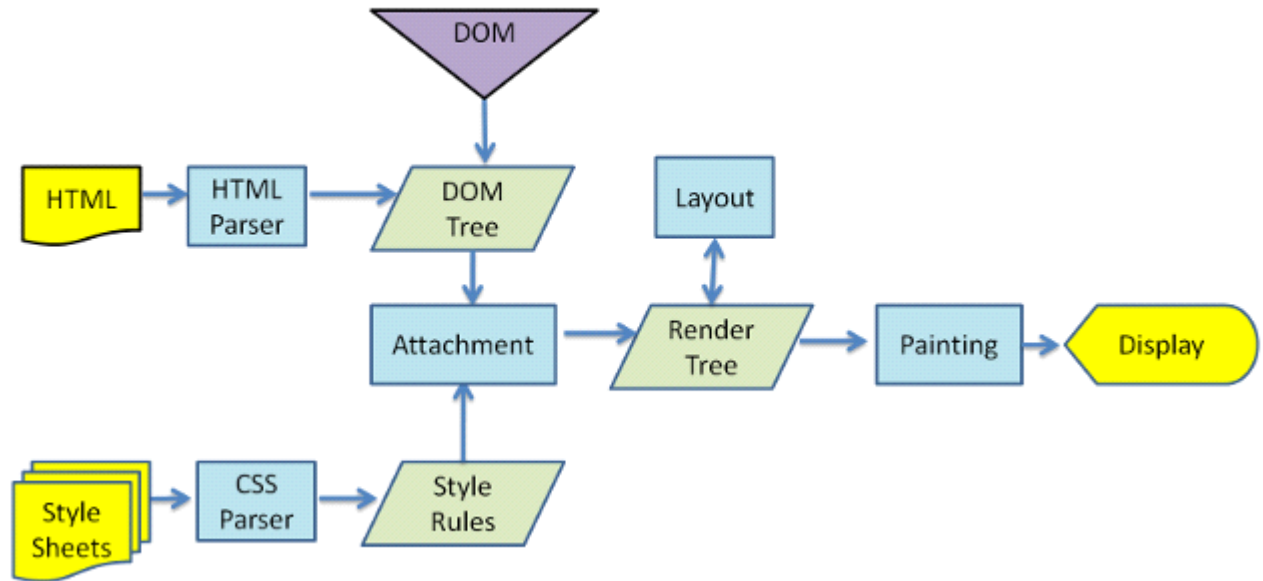 DOM
HTML
HTML
Parser
DOM
Tree
Layout
Attachment
Render
Tree
Painting
Display
Style
Sheets
CSS
Parser
Style
Rules